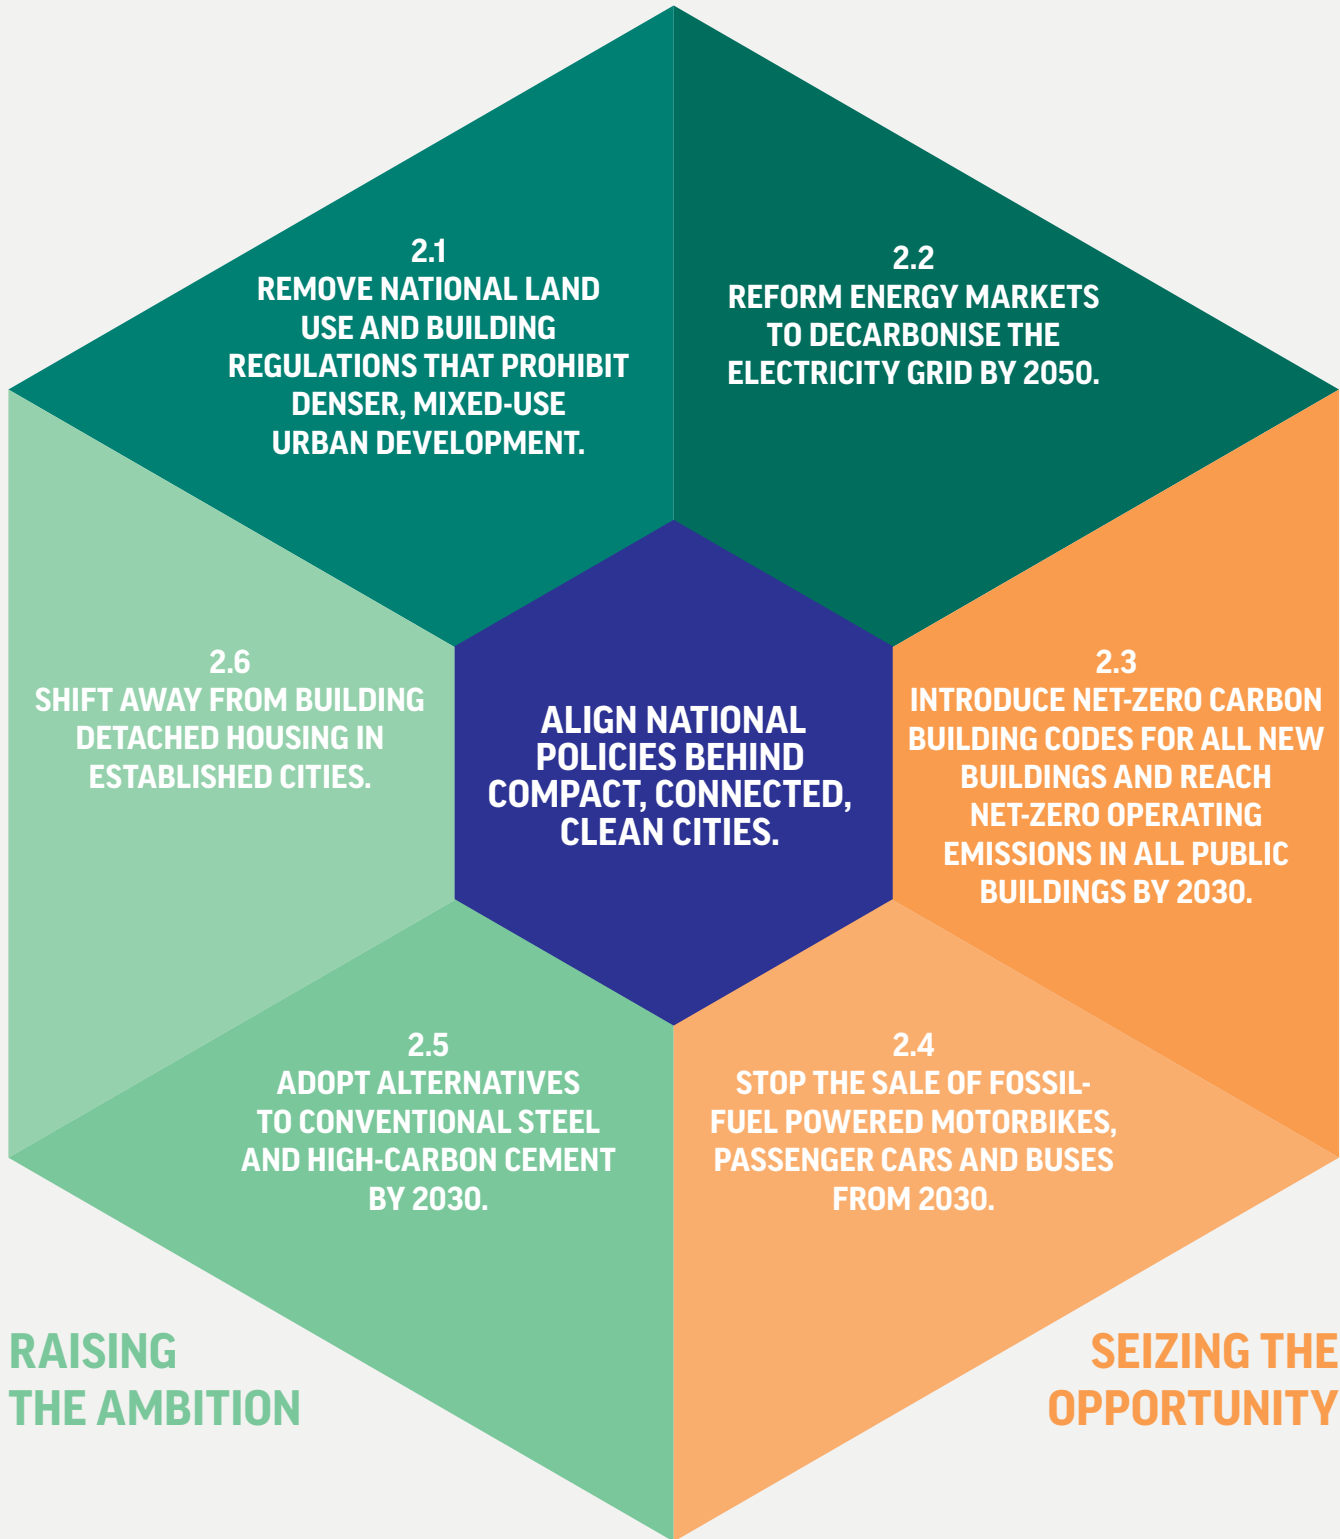 2.1
REMOVE NATIONAL LAND
USE AND BUILDING
REGULATIONS THAT PROHIBIT
DENSER, MIXED-USE
URBAN DEVELOPMENT.
2.2
REFORM ENERGY MARKETS
TO DECARBONISE THE
ELECTRICITY GRID BY 2050.
2.6
SHIFT AWAY FROM BUILDING
DETACHED HOUSING IN
ESTABLISHED CITIES.
ALIGN NATIONAL
POLICIES BEHIND
COMPACT, CONNECTED,
CLEAN CITIES.
2.3
INTRODUCE NET-ZERO CARBON
BUILDING CODES FOR ALL NEW
BUILDINGS AND REACH
NET-ZERO OPERATING
EMISSIONS IN ALL PUBLIC
BUILDINGS BY 2030.
2.5
ADOPT ALTERNATIVES
TO CONVENTIONAL STEEL
AND HIGH-CARBON CEMENT
BY 2030.
2.4
STOP THE SALE OF FOSSIL-
FUEL POWERED MOTORBIKES,
PASSENGER CARS AND BUSES
FROM 2030.
RAISING
THE AMBITION
SEIZING THE
OPPORTUNITY